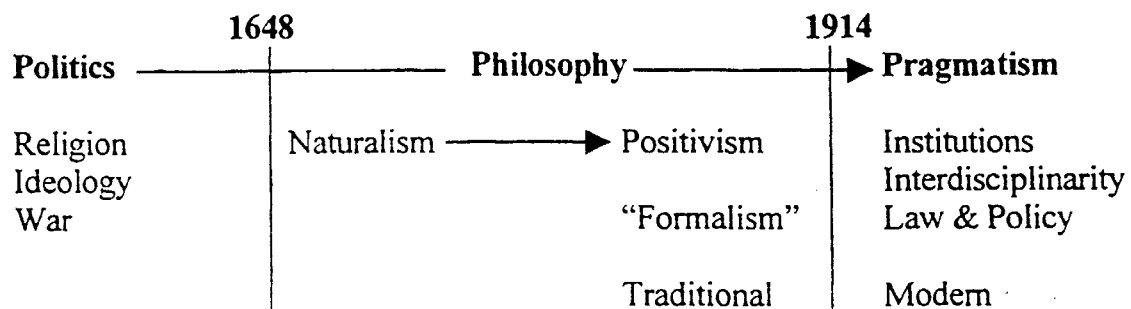 1648 1914
Politics Philosophy Pragmatism
Religion Naturalism Positivism Institutions
Ideology Interdisciplinarity
War “Formalism” Law & Policy
Traditional Modern